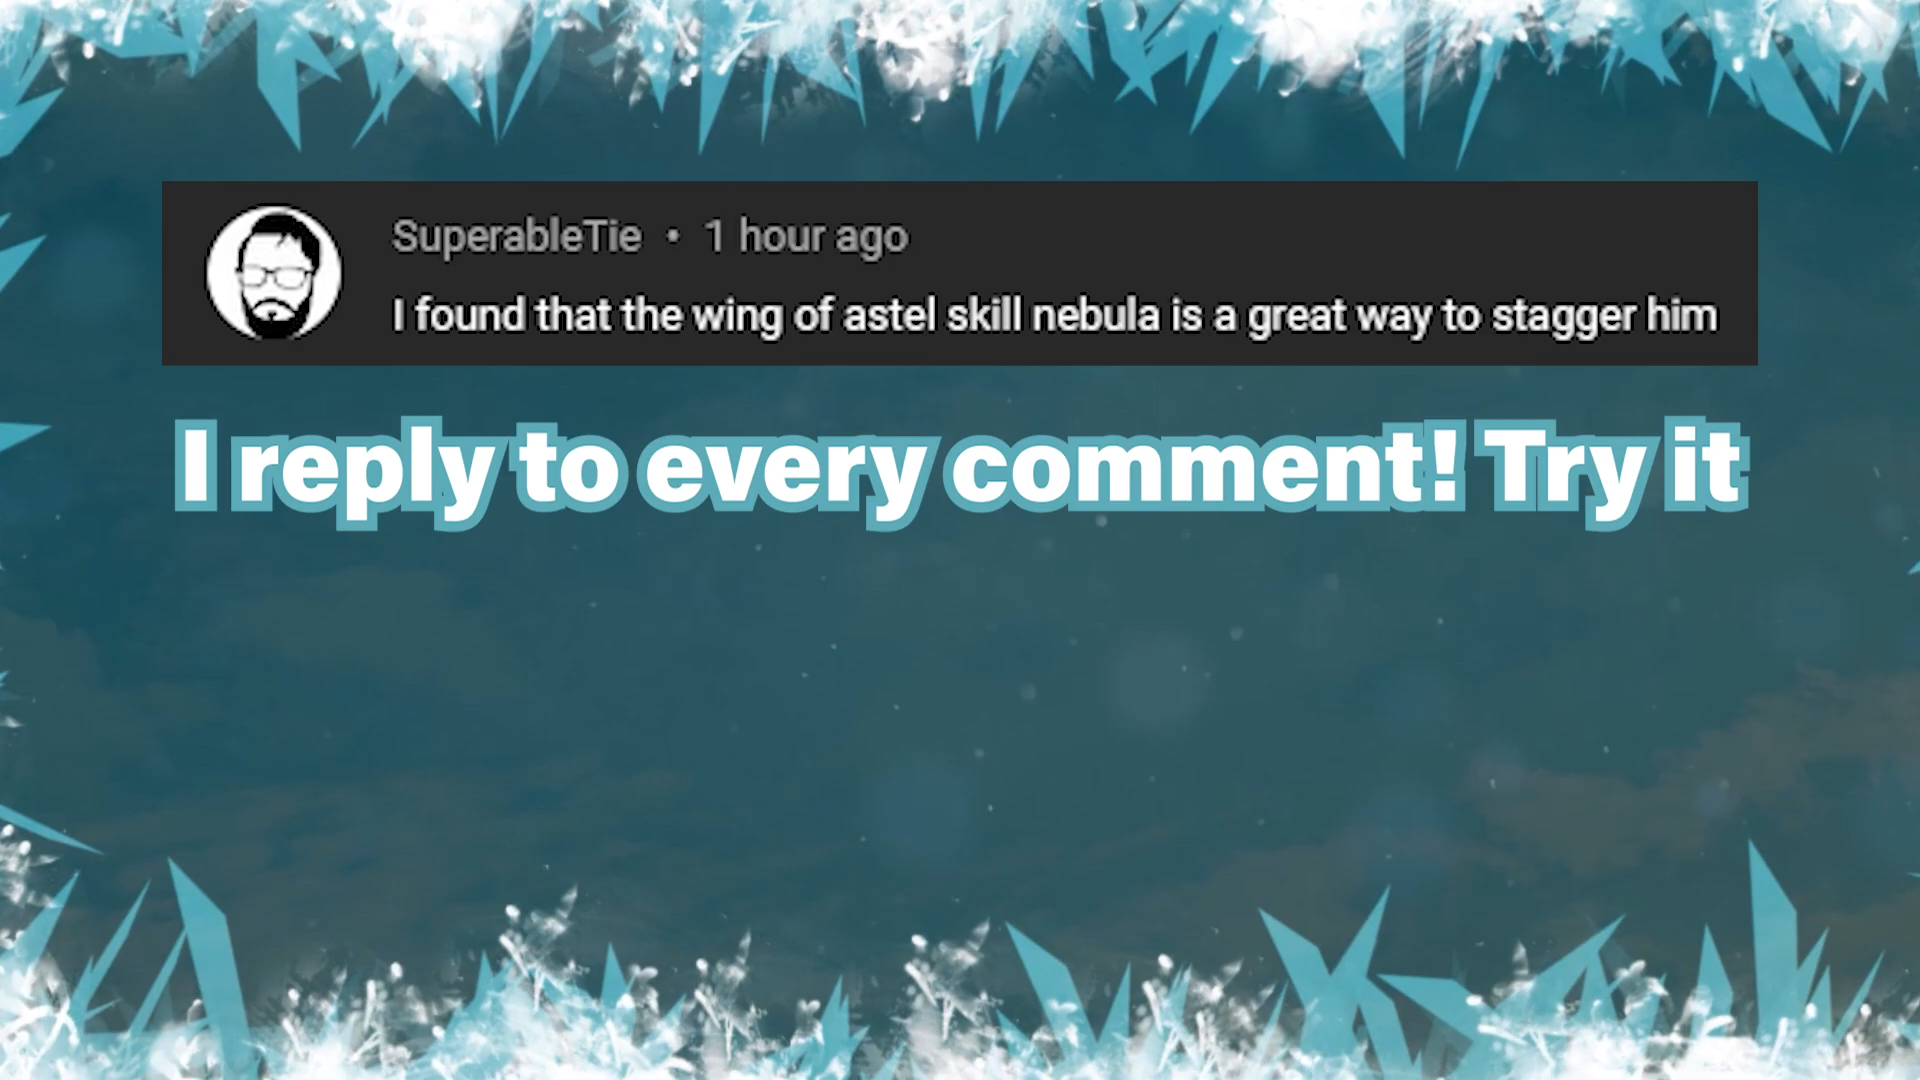 SuperableTie • 1 hour ago
I found that the wing of astel skill nebula is a great way to stagger him
I reply to every comment! Try it